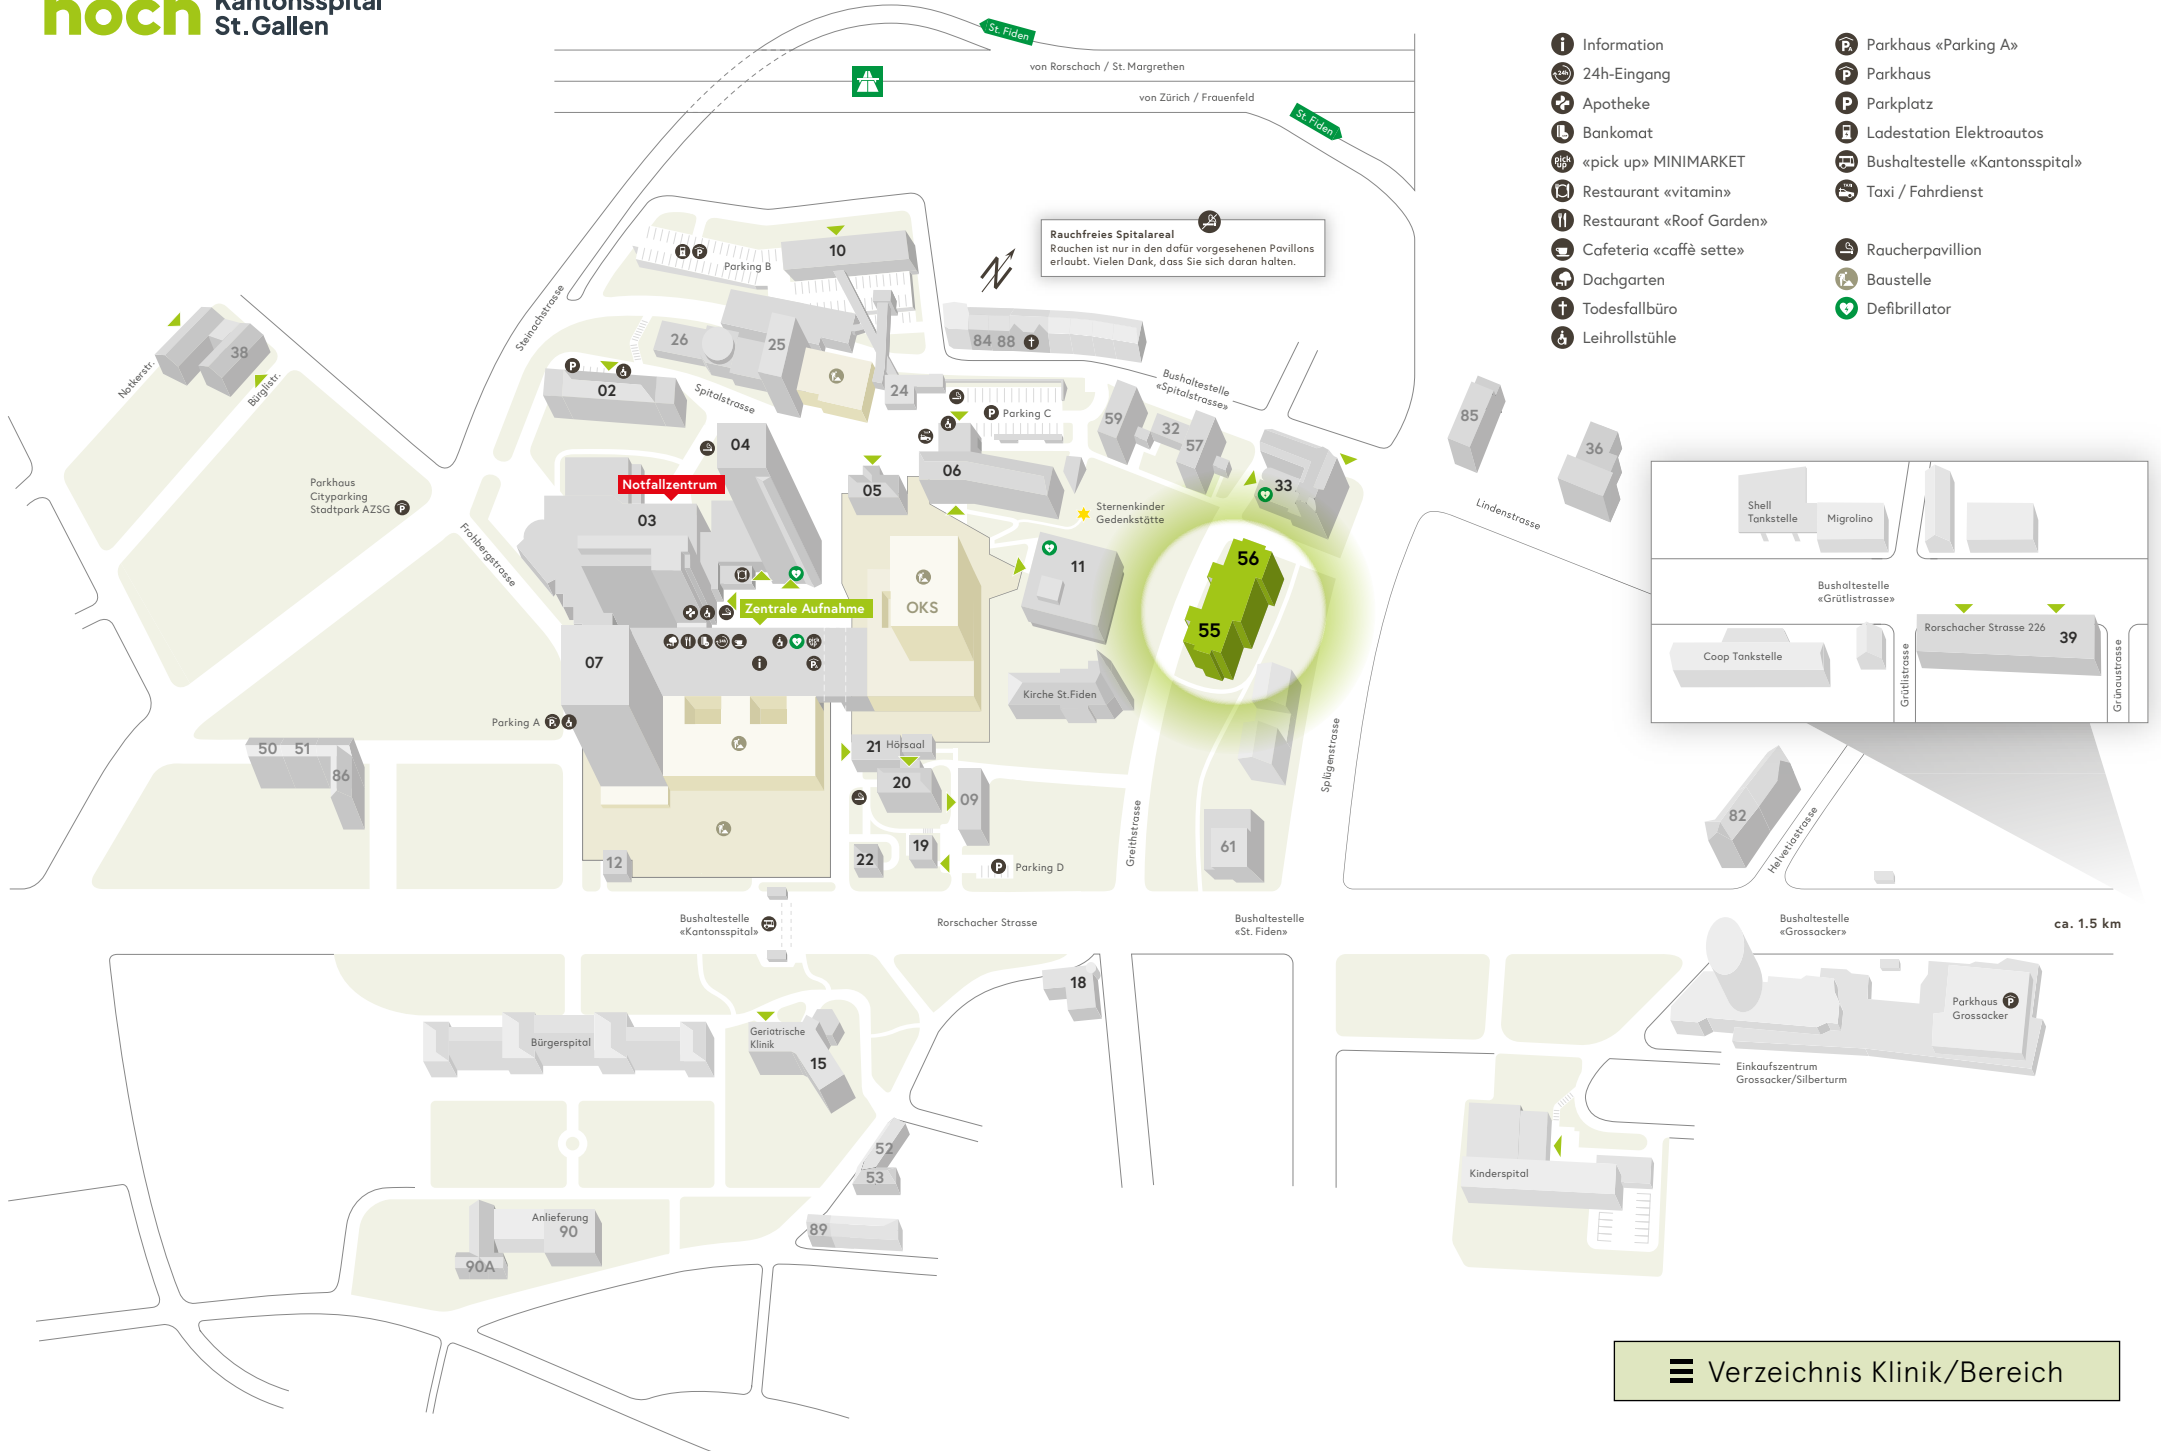 noch
Kantonsspital
St.Gallen
St. Fiden
von Rorschach / St. Margrethen
von Zürich / Frauenfeld
St. Fiden
Information
24h-Eingang
Apotheke
Bankomat
«pick up» MINIMARKET
Restaurant «vitamin»
Restaurant «Roof Garden»
Cafeteria «caffè sette»
Dachgarten
Todesfallbüro
Leihrollstühle
Parkhaus «Parking A»
Parkhaus
Parkplatz
Ladestation Elektroautos
Bushaltestelle «Kantonsspital»
Taxi / Fahrdienst
Raucherpavillion
Baustelle
Defibrillator
Rauchfreies Spitalareal
Rauchen ist nur in den dafür vorgesehenen Pavillons
erlaubt. Vielen Dank, dass Sie sich daran halten.
N
Parking B
10
Steinachstrasse
26
25
84 88
38
Notkerstr.
Bürglistr.
02
Spitalstrasse
24
Bushaltestelle
«Spitalstrasse»
Parking C
59
32
57
85
36
04
06
05
33
Notfallzentrum
03
Parkhaus
Cityparking
Stadtpark AZSG
Frohbergstrasse
Sternenkinder
Gedenkstätte
Lindenstrasse
11
56
55
OKS
Zentrale Aufnahme
07
Kirche St.Fiden
Parking A
50 51
86
21 Hörsaal
20
09
19
22
12
Parking D
Greithstrasse
Splügenstrasse
61
82
Helvetiastrasse
Shell
Tankstelle
Migrolino
Bushaltestelle
«Grütlistrasse»
Coop Tankstelle
Rorschacher Strasse 226
39
Grütlistrasse
Grünaustrasse
Bushaltestelle
«Kantonsspital»
Rorschacher Strasse
Bushaltestelle
«St. Fiden»
Bushaltestelle
«Grossacker»
ca. 1.5 km
18
Bürgerspital
Geriatrische
Klinik
15
Parkhaus
Grossacker
Einkaufszentrum
Grossacker/Silberturm
52
53
89
Kinderspital
Anlieferung
90
90A
Verzeichnis Klinik/Bereich